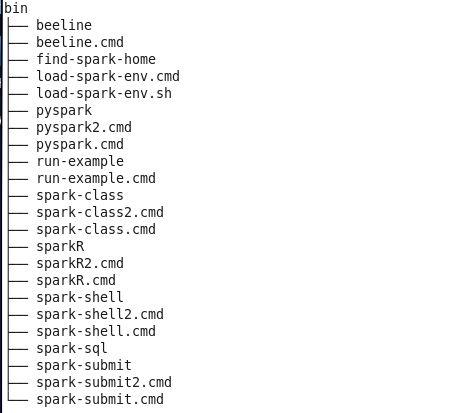 bin
├── beeline
├── beeline.cmd
├── find-spark-home
├── load-spark-env.cmd
├── load-spark-env.sh
├── pyspark
├── pyspark2.cmd
├── pyspark.cmd
├── run-example
├── run-example.cmd
├── spark-class
├── spark-class2.cmd
├── spark-class.cmd
├── sparkR
├── sparkR2.cmd
├── sparkR.cmd
├── spark-shell
├── spark-shell2.cmd
├── spark-shell.cmd
├── spark-sql
├── spark-submit
├── spark-submit2.cmd
└── spark-submit.cmd